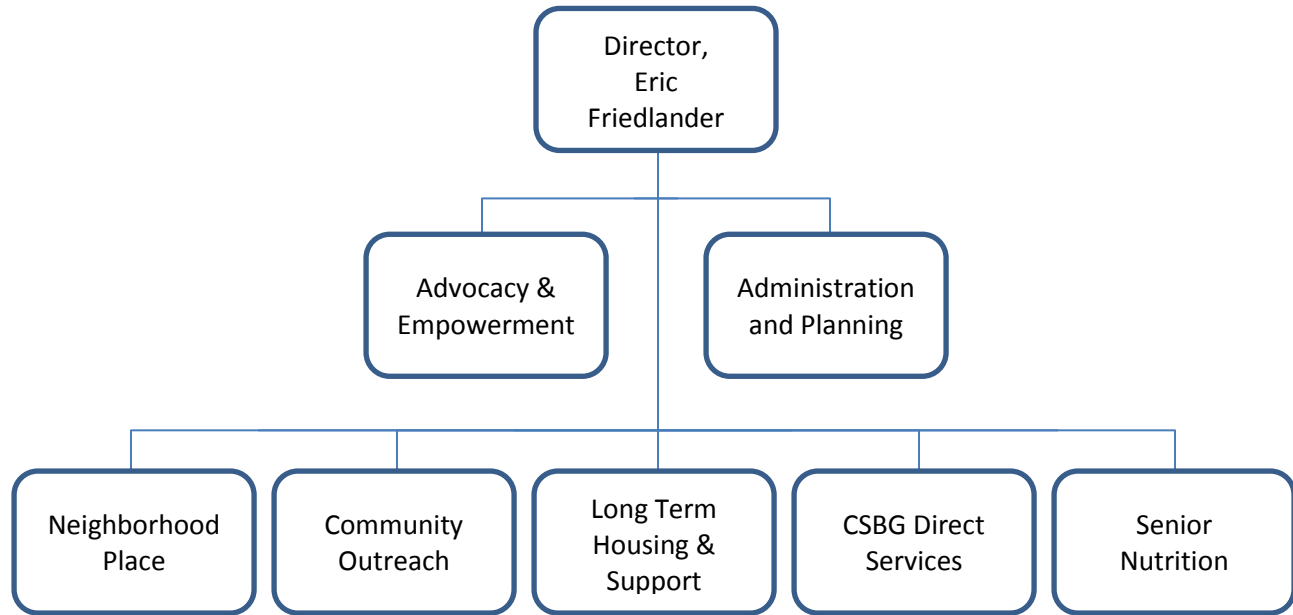 Director,
Eric
Friedlander
Advocacy &
Empowerment
Administration
and Planning
Neighborhood
Place
Community
Outreach
Long Term
Housing &
Support
CSBG Direct
Services
Senior
Nutrition